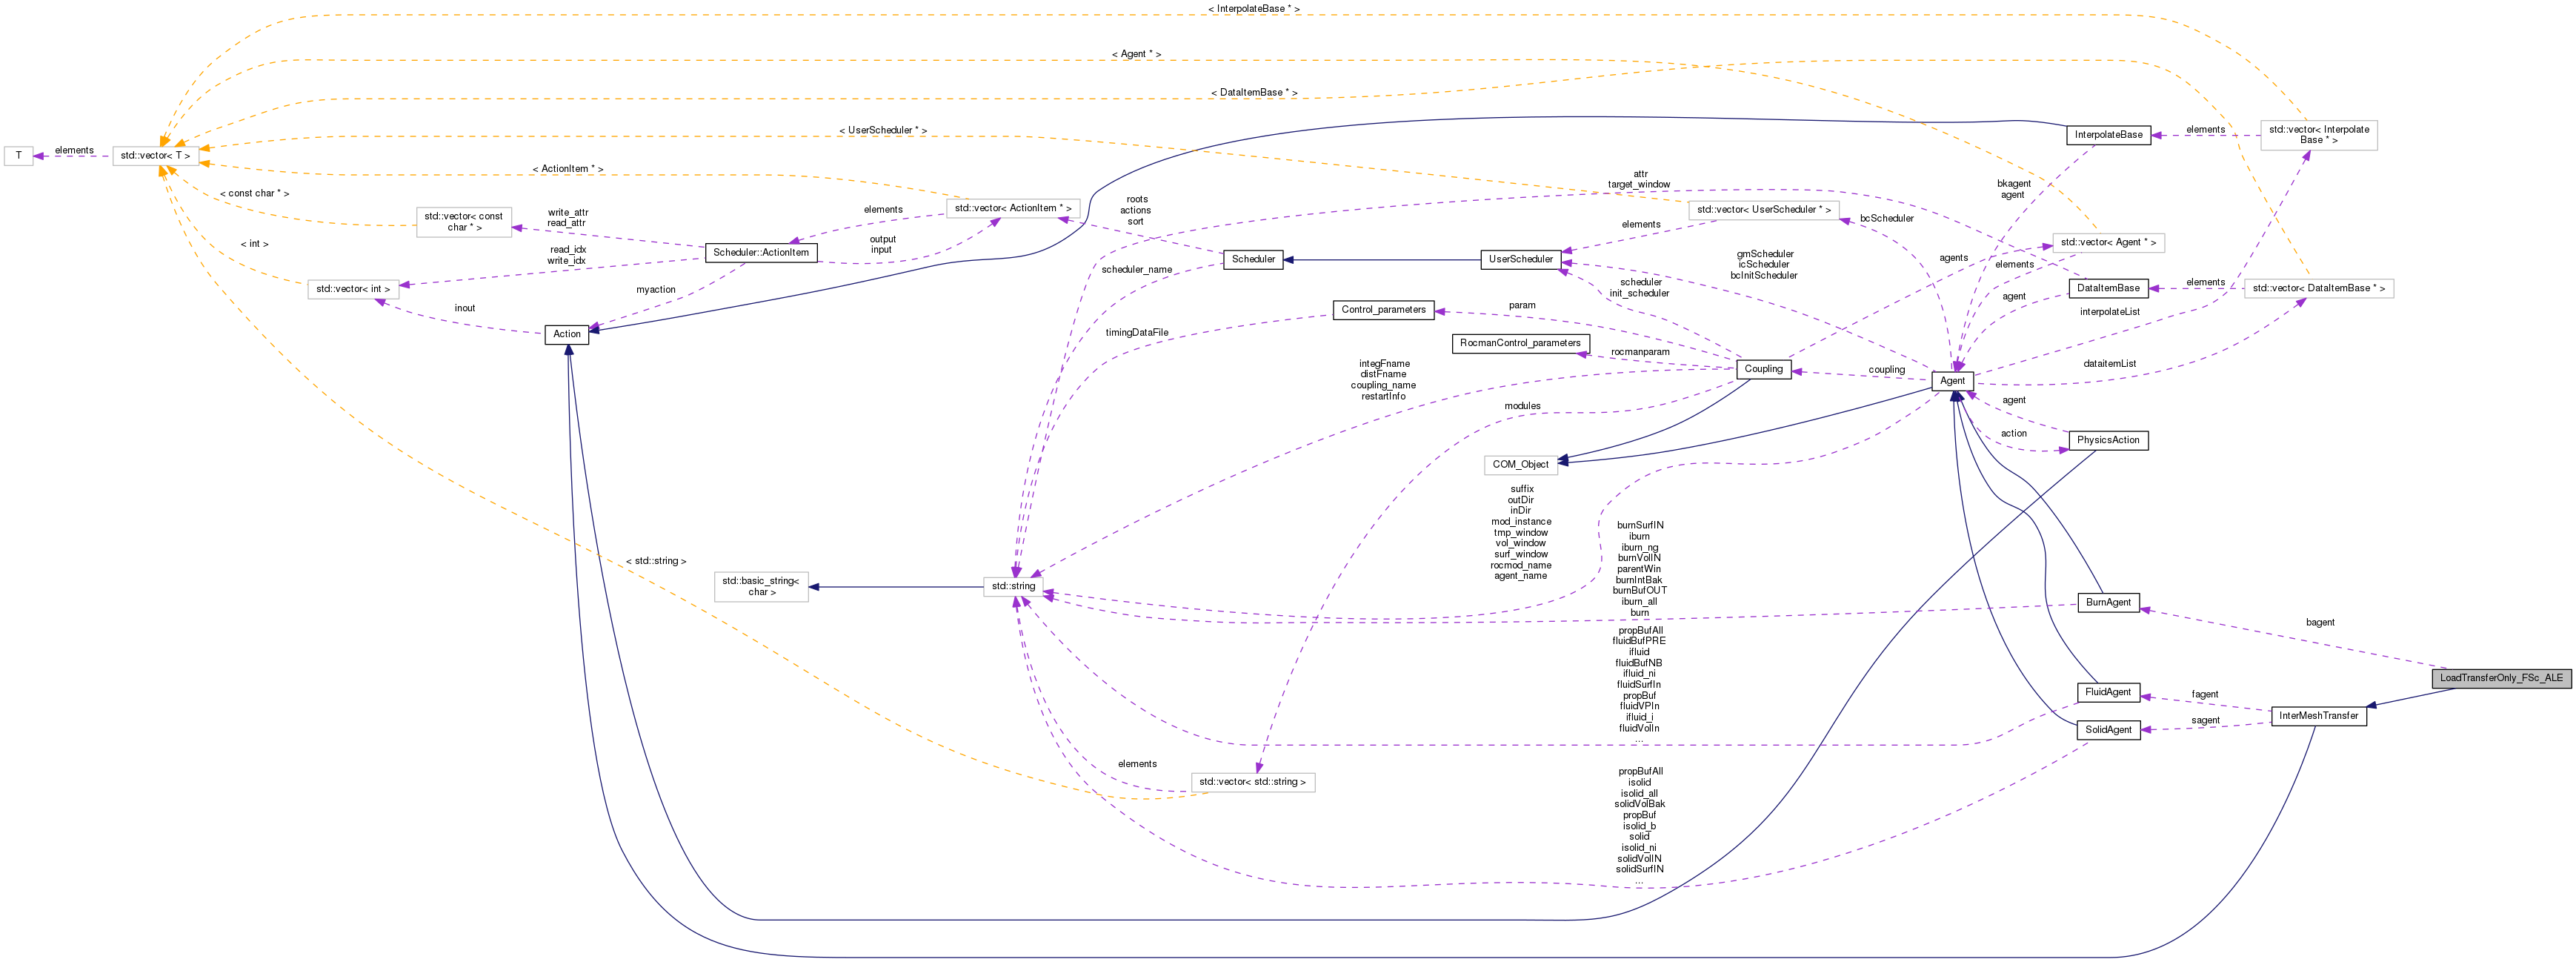 < InterpolateBase * >
< Agent * >
< DataItemBase * >
< UserScheduler * >
< ActionItem * >
< const char * >
< int >
< std::string >
T
elements
std::vector< T >
std::vector< const
char * >
write_attr
read_attr
std::vector< int >
read_idx
write_idx
inout
Action
myaction
Scheduler::ActionItem
elements
output
input
std::vector< ActionItem * >
roots
actions
sort
scheduler_name
Scheduler
timingDataFile
Control_parameters
RocmanControl_parameters
integFname
distFname
coupling_name
restartInfo
modules
UserScheduler
elements
std::vector< UserScheduler * >
attr
target_window
gmScheduler
icScheduler
bcInitScheduler
scheduler
init_scheduler
param
rocmanparam
Coupling
bcScheduler
agents
coupling
Agent
InterpolateBase
bkagent
agent
elements
std::vector< Interpolate
Base * >
std::vector< Agent * >
elements
DataItemBase
agent
elements
std::vector< DataItemBase * >
interpolateList
dataitemList
agent
action
PhysicsAction
COM_Object
suffix
outDir
inDir
mod_instance
tmp_window
vol_window
surf_window
rocmod_name
agent_name
std::basic_string<
char >
std::string
burnSurfIN
iburn
iburn_ng
burnVolIN
parentWin
burnIntBak
burnBufOUT
iburn_all
burn
BurnAgent
bagent
LoadTransferOnly_FSc_ALE
propBufAll
fluidBufPRE
ifluid
fluidBufNB
ifluid_ni
fluidSurfIn
propBuf
fluidVPIn
ifluid_i
fluidVolIn
...
FluidAgent
fagent
SolidAgent
sagent
InterMeshTransfer
elements
std::vector< std::string >
propBufAll
isolid
isolid_all
solidVolBak
propBuf
isolid_b
solid
isolid_ni
solidVolIN
solidSurfIN
...